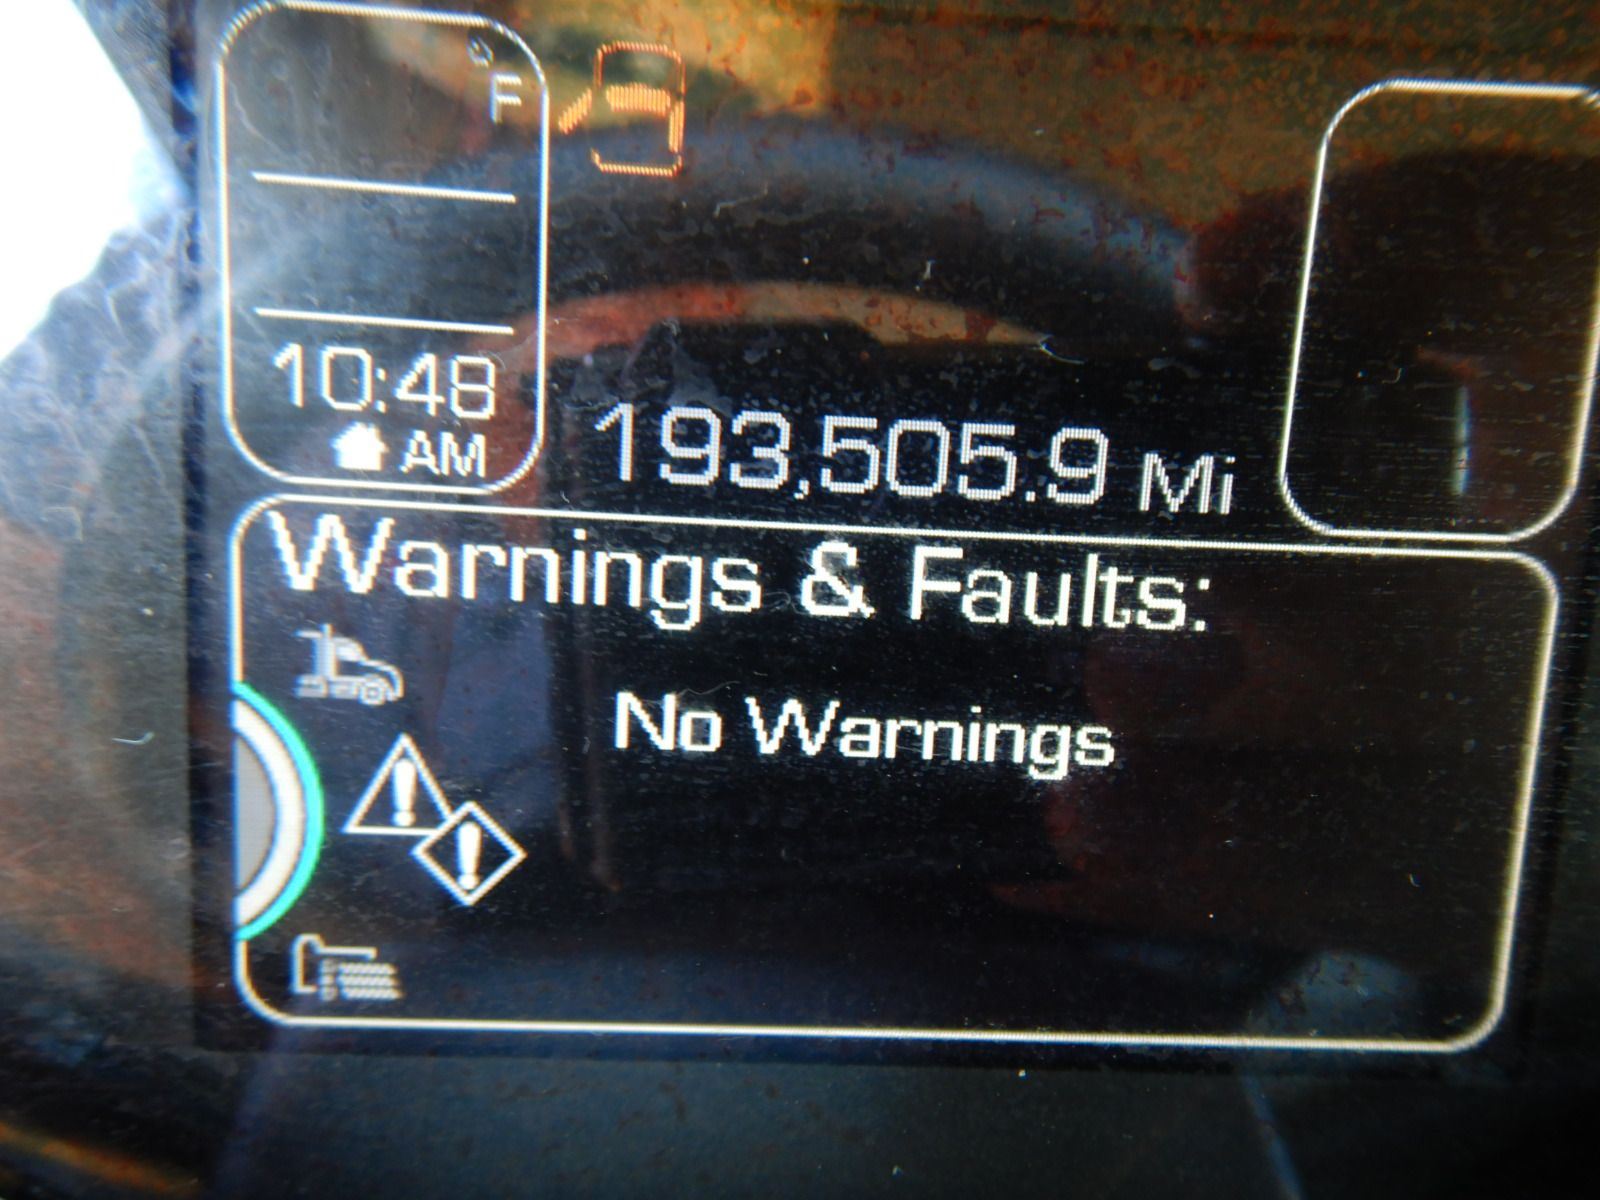 °F
10:48
AM
193,505.9 Mi
Warnings & Faults:
No Warnings